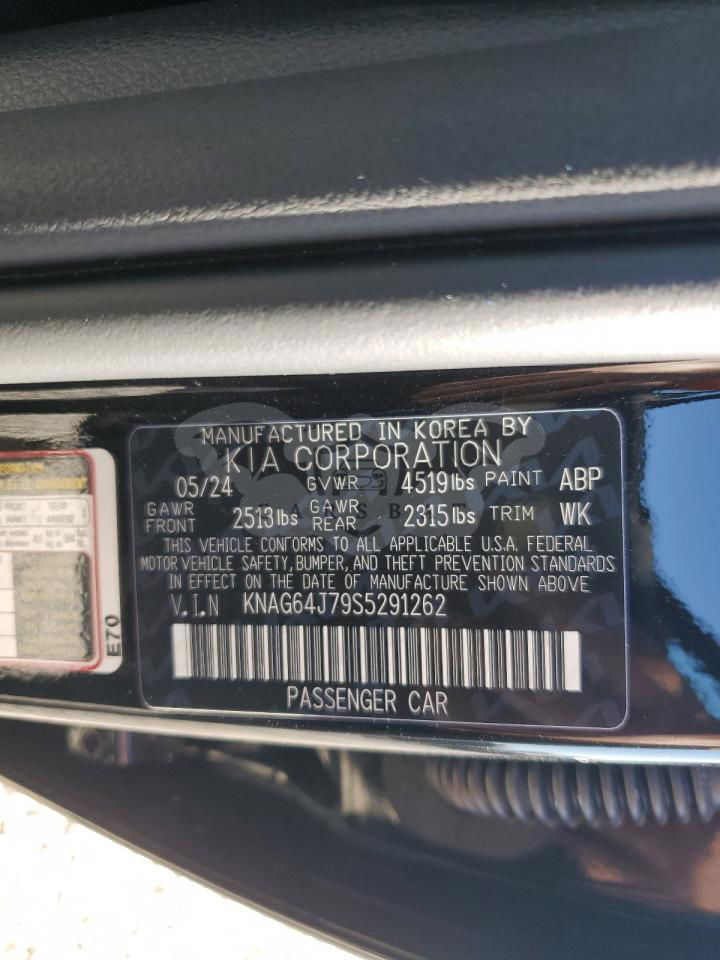 MANUFACTURED IN KOREA BY
KIA CORPORATION
05/24 GVWR 4519 lbs PAINT ABP
GAWR FRONT 2513 lbs GAWR REAR 2315 lbs TRIM WK
THIS VEHICLE CONFORMS TO ALL APPLICABLE U.S.A. FEDERAL
MOTOR VEHICLE SAFETY, BUMPER, AND THEFT PREVENTION STANDARDS
IN EFFECT ON THE DATE OF MANUFACTURE SHOWN ABOVE
V.I.N KNAG64J79S5291262
PASSENGER CAR
E70